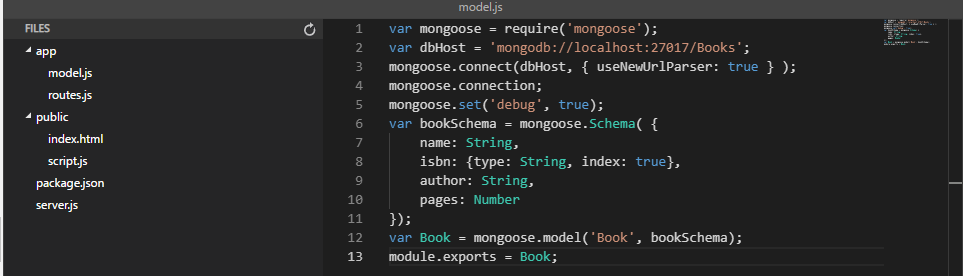 model.js
FILES
app
model.js
routes.js
public
index.html
script.js
package.json
server.js
1 var mongoose = require('mongoose');
2 var dbHost = 'mongodb://localhost:27017/Books';
3 mongoose.connect(dbHost, { useNewUrlParser: true } );
4 mongoose.connection;
5 mongoose.set('debug', true);
6 var bookSchema = mongoose.Schema( {
7     name: String,
8     isbn: {type: String, index: true},
9     author: String,
10     pages: Number
11 });
12 var Book = mongoose.model('Book', bookSchema);
13 module.exports = Book;